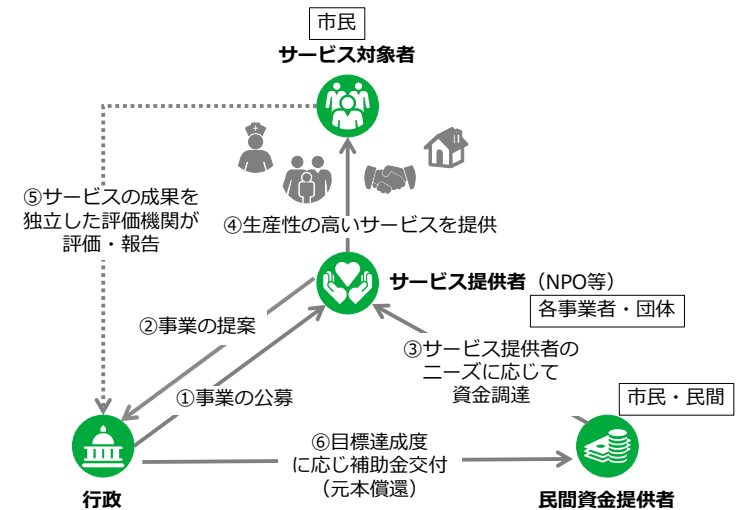 市民
サービス対象者
⑤サービスの成果を
独立した評価機関が
評価・報告
④生産性の高いサービスを提供
サービス提供者（NPO等）
各事業者・団体
②事業の提案
③サービス提供者の
ニーズに応じて
資金調達
①事業の公募
市民・民間
⑥目標達成度
に応じ補助金交付
（元本償還）
行政
民間資金提供者